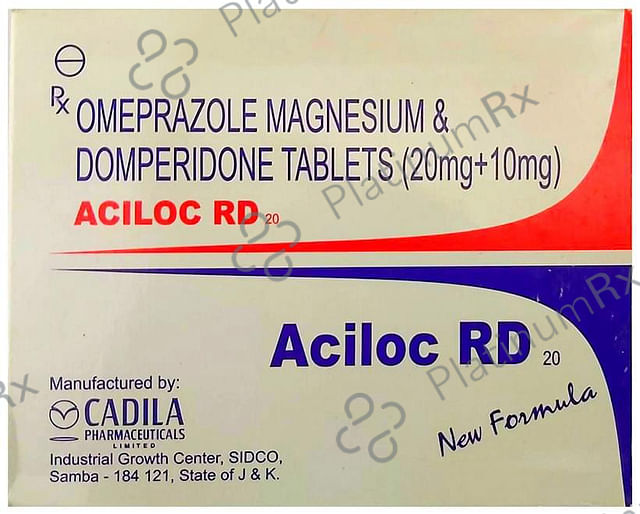 Rx OMEPRAZOLE MAGNESIUM &
DOMPERIDONE TABLETS (20mg+10mg)
ACILOC RD 20
Aciloc RD 20
New Formula
Manufactured by:
CADILA
PHARMACEUTICALS
LIMITED
Industrial Growth Center, SIDCO,
Samba - 184 121, State of J & K.
PlatinumRx
PlatinumRx